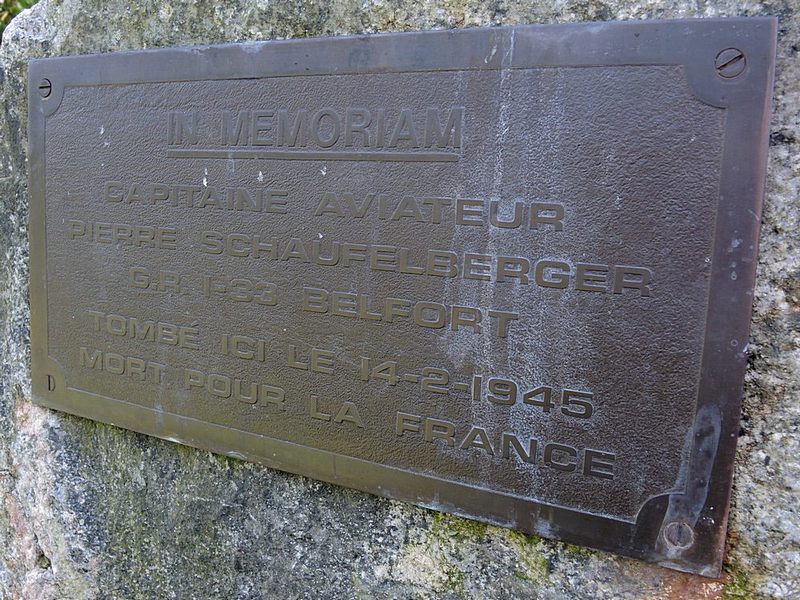 IN MEMORIAM
CAPITAINE AVIATEUR
PIERRE SCHAUFELBERGER
G.R. 1-33 BELFORT
TOMBÉ ICI LE 14-2-1945
MORT POUR LA FRANCE